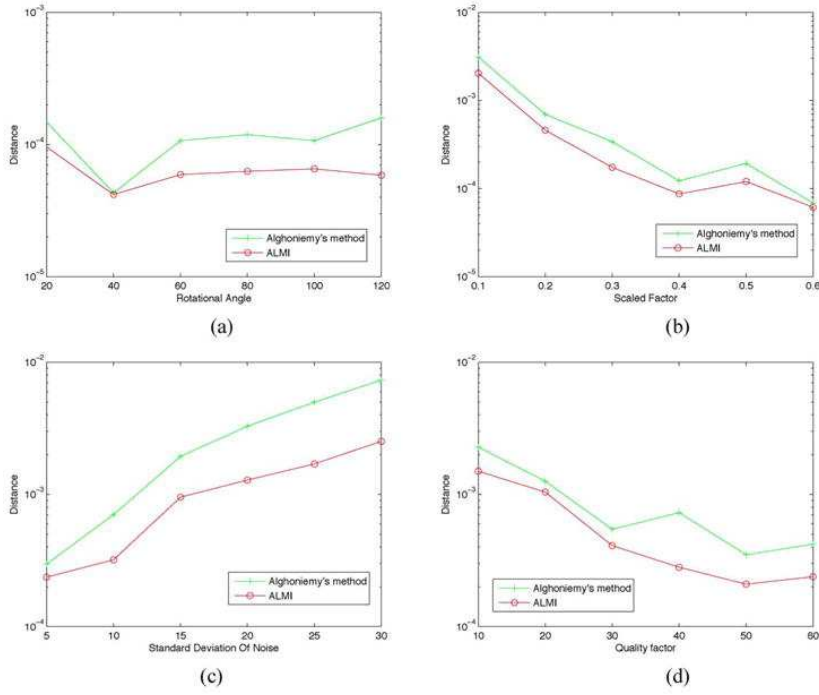 10-3
10-4
10-5
Distance
Alghoniemy's method
ALMI
20 40 60 80 100 120
Rotational Angle
(a)
10-2
10-3
10-4
10-5
Distance
Alghoniemy's method
ALMI
0.1 0.2 0.3 0.4 0.5 0.6
Scaled Factor
(b)
10-2
10-3
10-4
Distance
Alghoniemy's method
ALMI
5 10 15 20 25 30
Standard Deviation Of Noise
(c)
10-2
10-3
10-4
Distance
Alghoniemy's method
ALMI
10 20 30 40 50 60
Quality factor
(d)